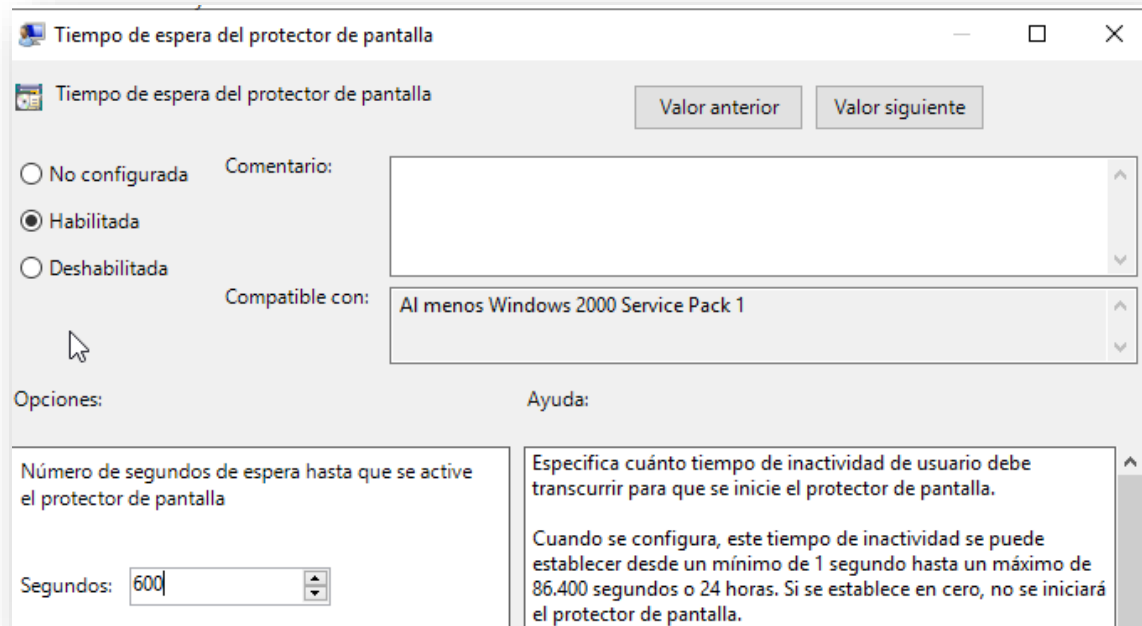 Tiempo de espera del protector de pantalla
Tiempo de espera del protector de pantalla
Valor anterior
Valor siguiente
No configurada
Comentario:
Habilitada
Deshabilitada
Compatible con:
Al menos Windows 2000 Service Pack 1
Opciones:
Ayuda:
Número de segundos de espera hasta que se active
el protector de pantalla
Segundos: 600
Especifica cuánto tiempo de inactividad de usuario debe
transcurrir para que se inicie el protector de pantalla.
Cuando se configura, este tiempo de inactividad se puede
establecer desde un mínimo de 1 segundo hasta un máximo de
86.400 segundos o 24 horas. Si se establece en cero, no se iniciará
el protector de pantalla.